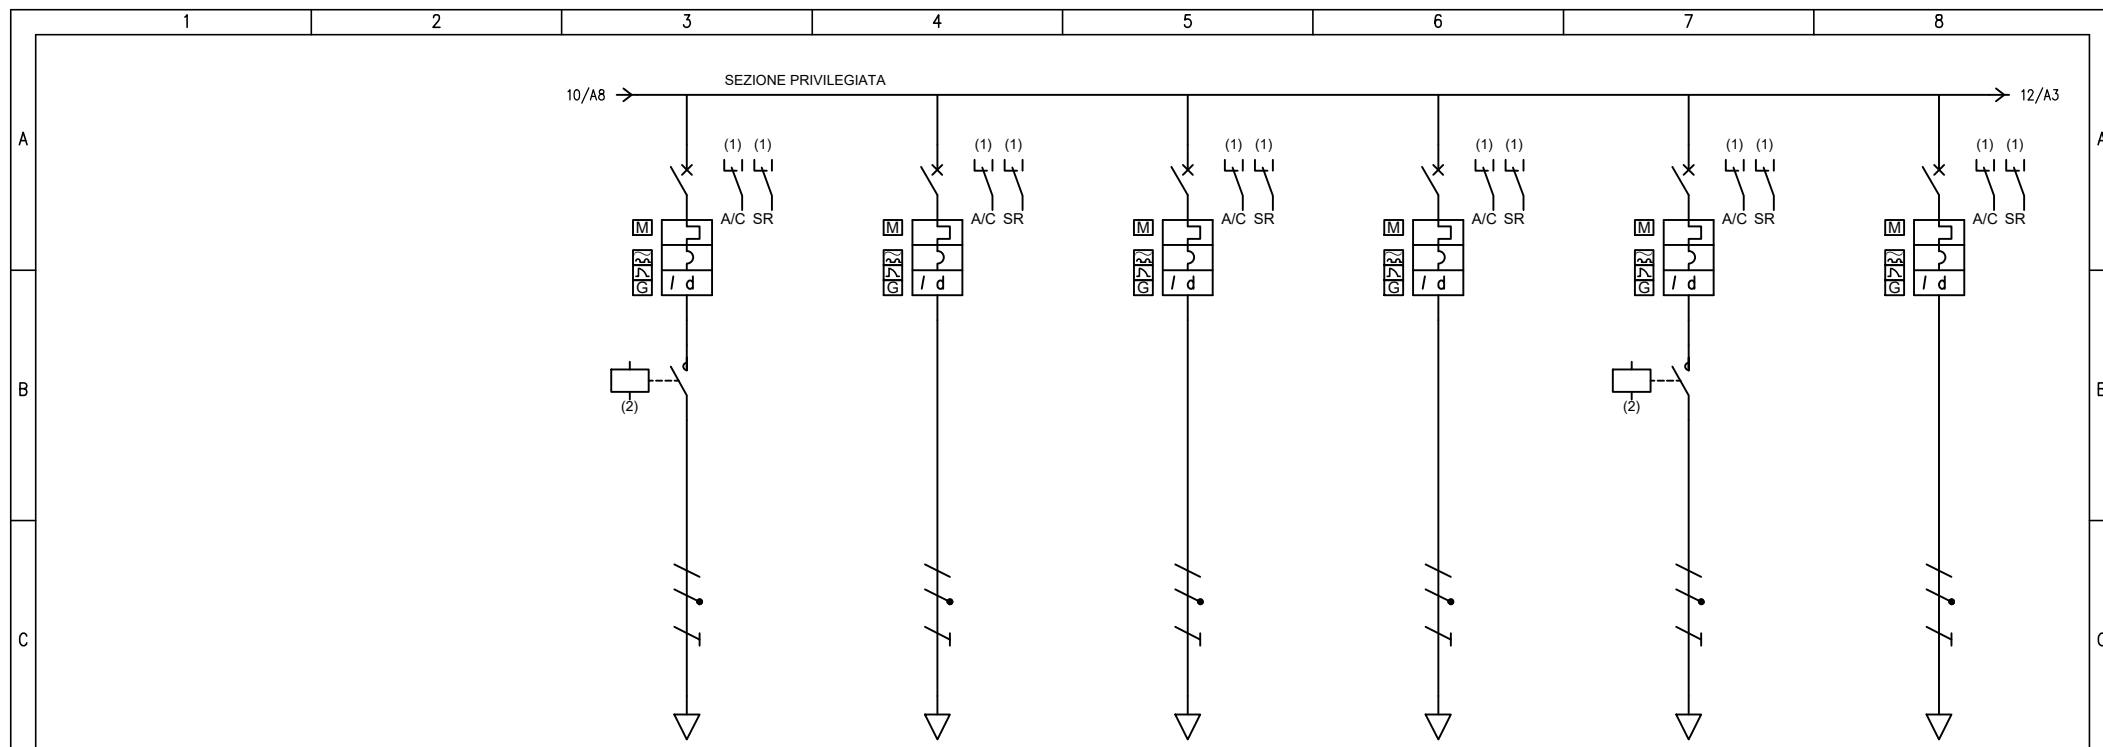 1 2 3 4 5 6 7 8
SEZIONE PRIVILEGIATA
10/A8 12/A3
A A
(1) (1) (1) (1) (1) (1) (1) (1) (1) (1) (1) (1)
A/C SR A/C SR A/C SR A/C SR A/C SR A/C SR
M M M M M M
I d I d I d I d I d I d
G G G G G G
B B
(2) (2)
C C